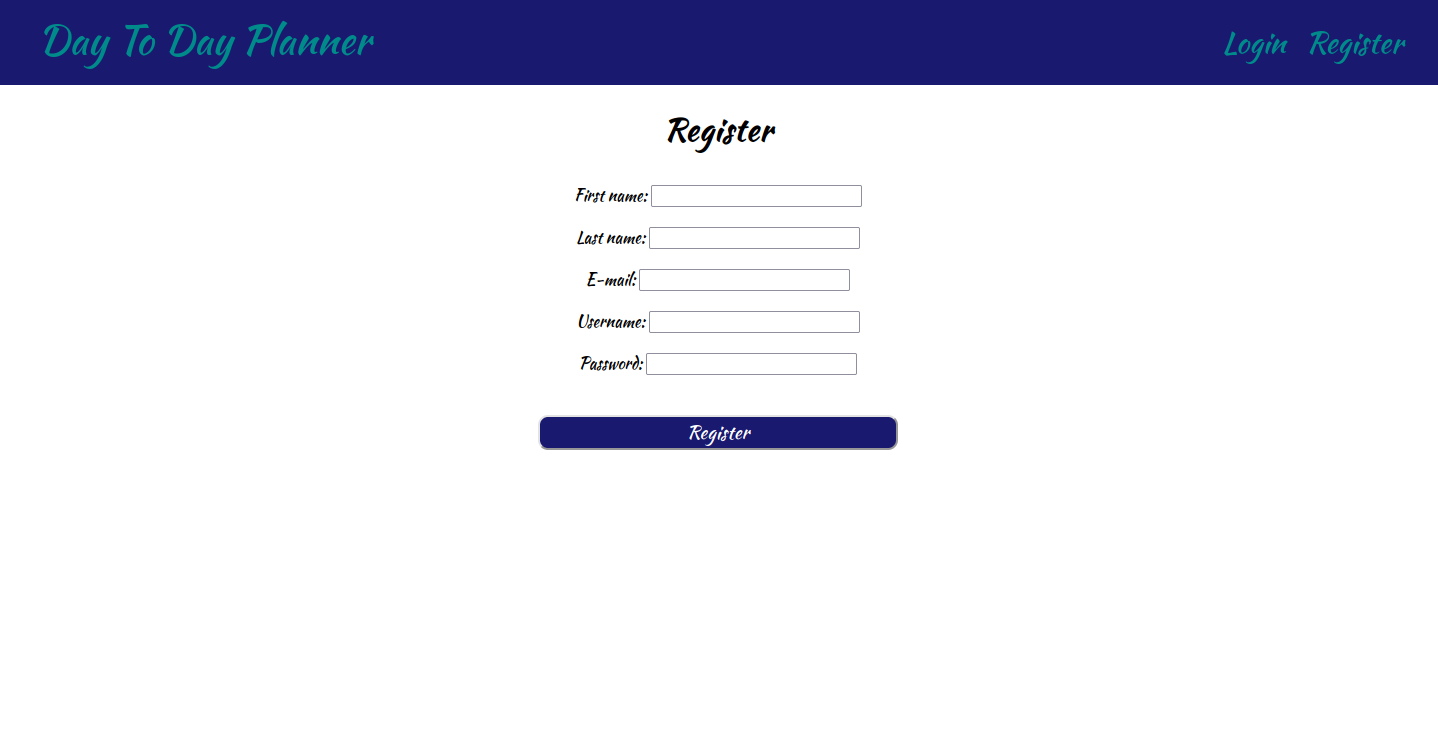 Day To Day Planner
Login Register
Register
First name:
Last name:
E-mail:
Username:
Password:
Register